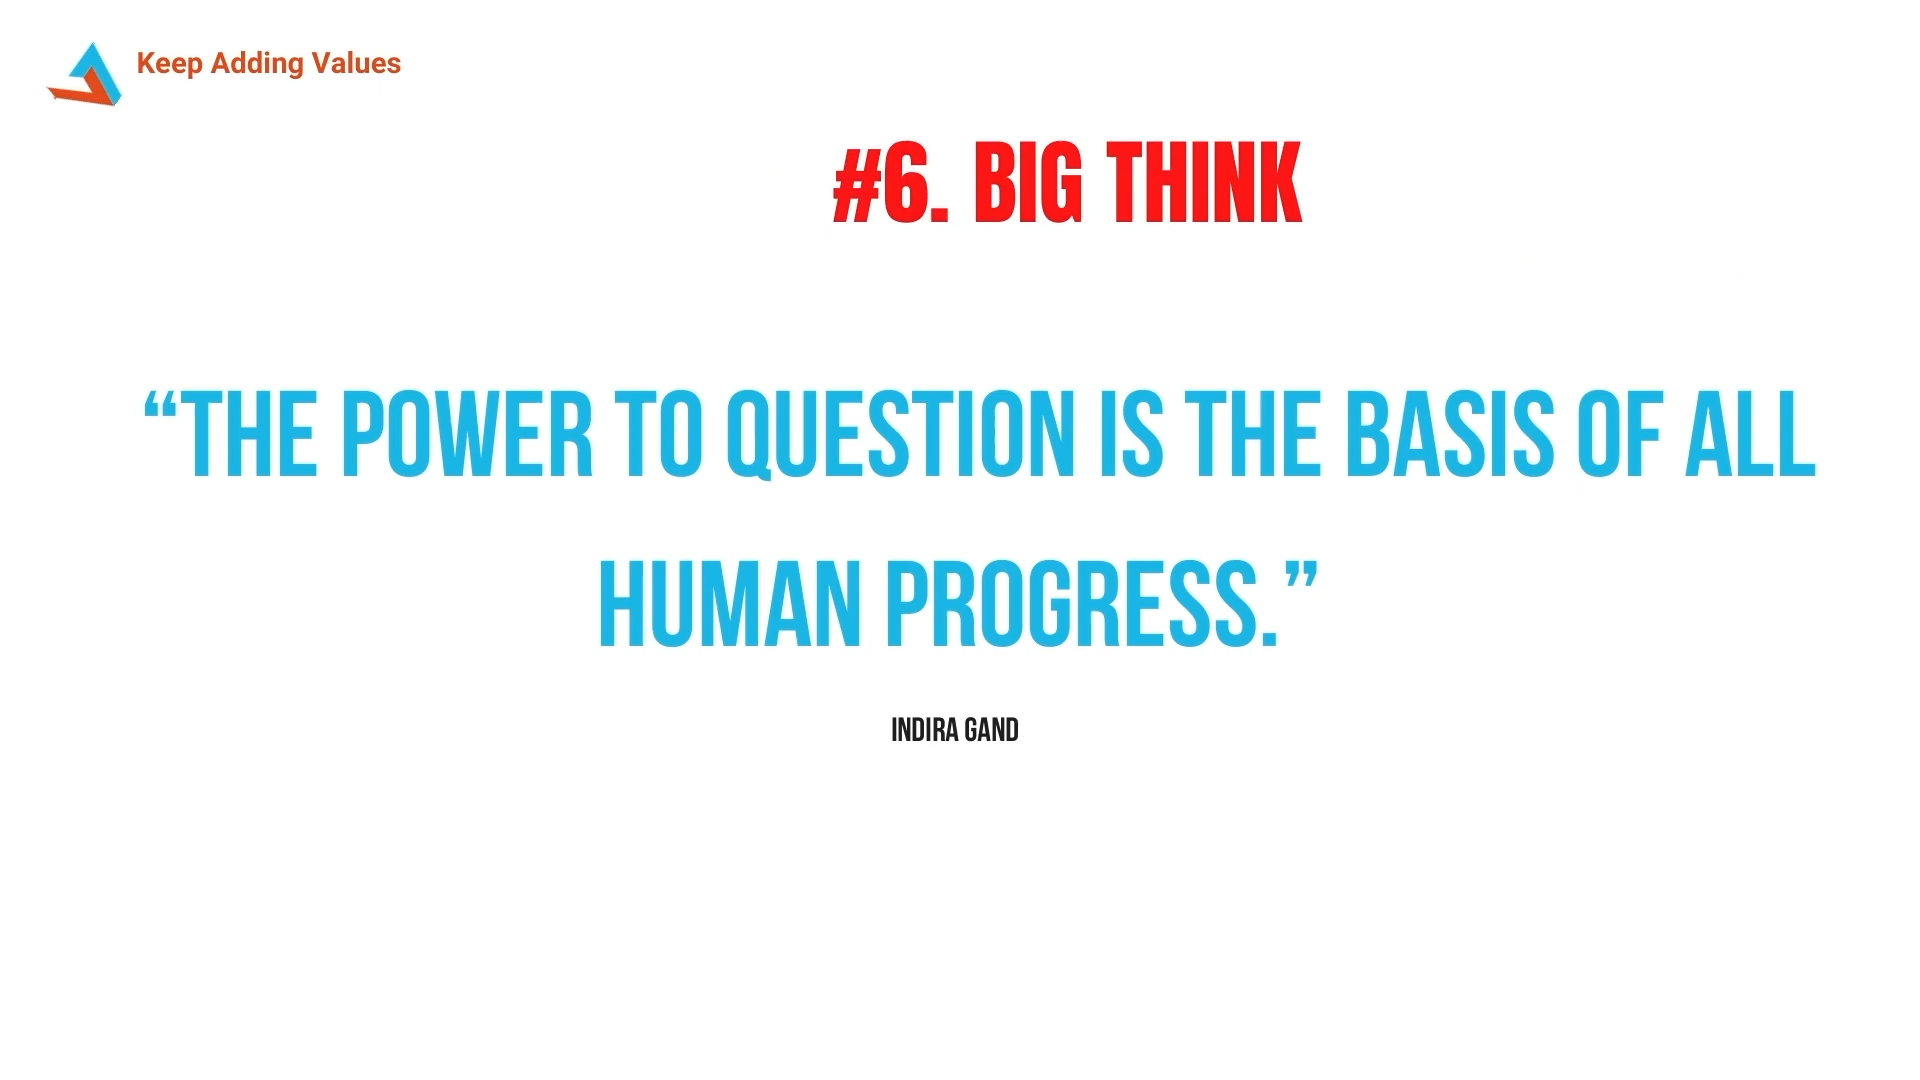 Keep Adding Values
#6. BIG THINK
“THE POWER TO QUESTION IS THE BASIS OF ALL
HUMAN PROGRESS.”
INDIRA GAND